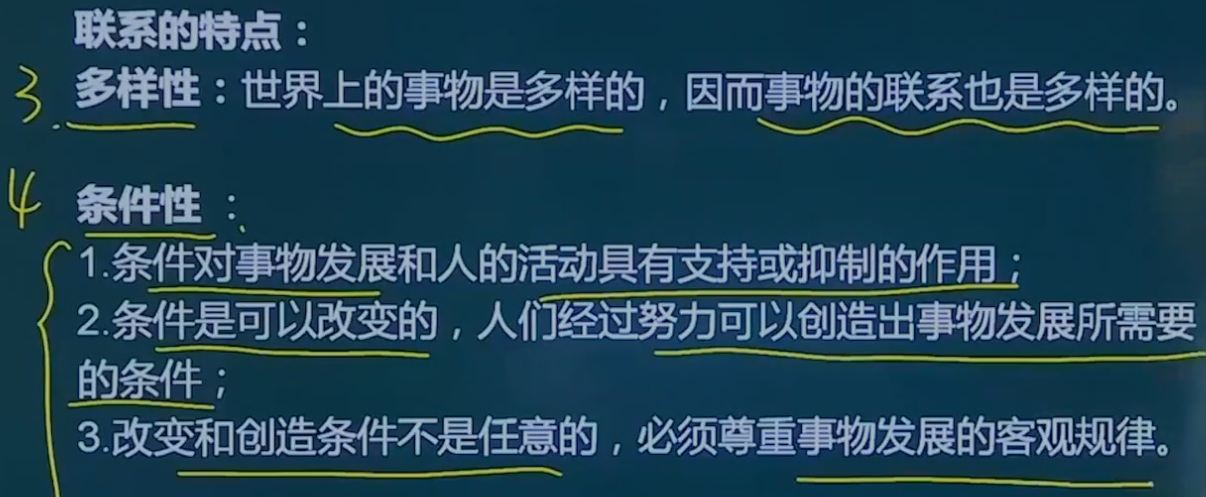 联系的特点：
3. 多样性：世界上的事物是多样的，因而事物的联系也是多样的。
4 条件性：
1.条件对事物发展和人的活动具有支持或抑制的作用；
2.条件是可以改变的，人们经过努力可以创造出事物发展所需要
的条件；
3.改变和创造条件不是任意的，必须尊重事物发展的客观规律。